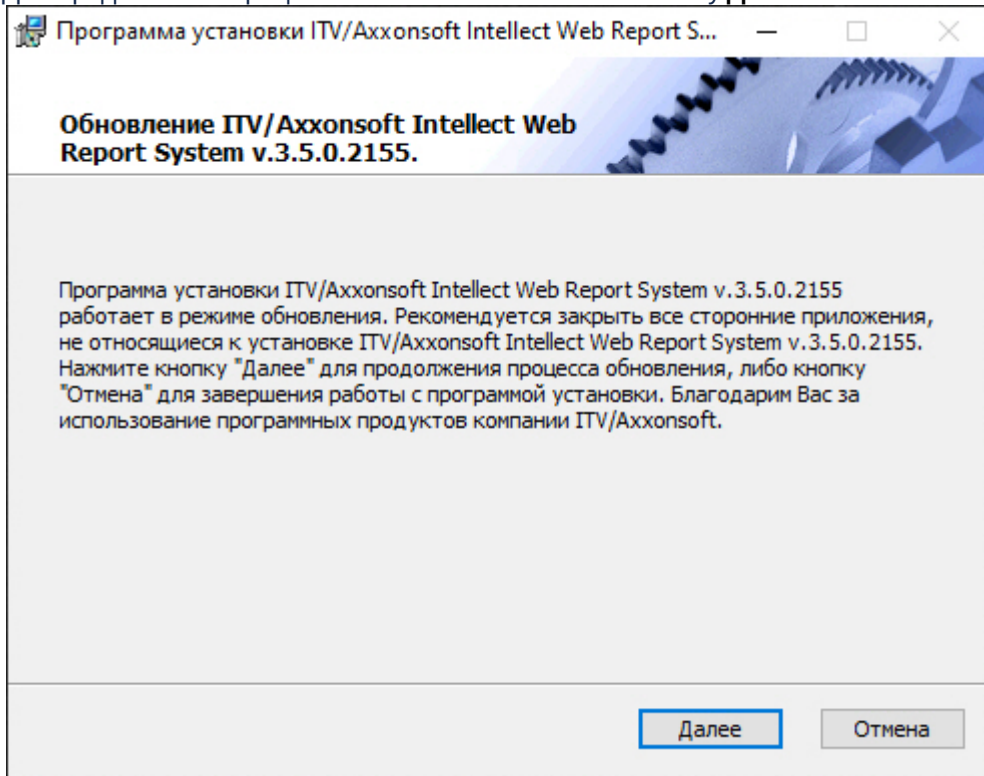 Программа установки ITV/Axxonsoft Intellect Web Report S...
Обновление ITV/Axxonsoft Intellect Web
Report System v.3.5.0.2155.
Программа установки ITV/Axxonsoft Intellect Web Report System v.3.5.0.2155
работает в режиме обновления. Рекомендуется закрыть все сторонние приложения,
не относящиеся к установке ITV/Axxonsoft Intellect Web Report System v.3.5.0.2155.
Нажмите кнопку "Далее" для продолжения процесса обновления, либо кнопку
"Отмена" для завершения работы с программой установки. Благодарим Вас за
использование программных продуктов компании ITV/Axxonsoft.
Далее
Отмена